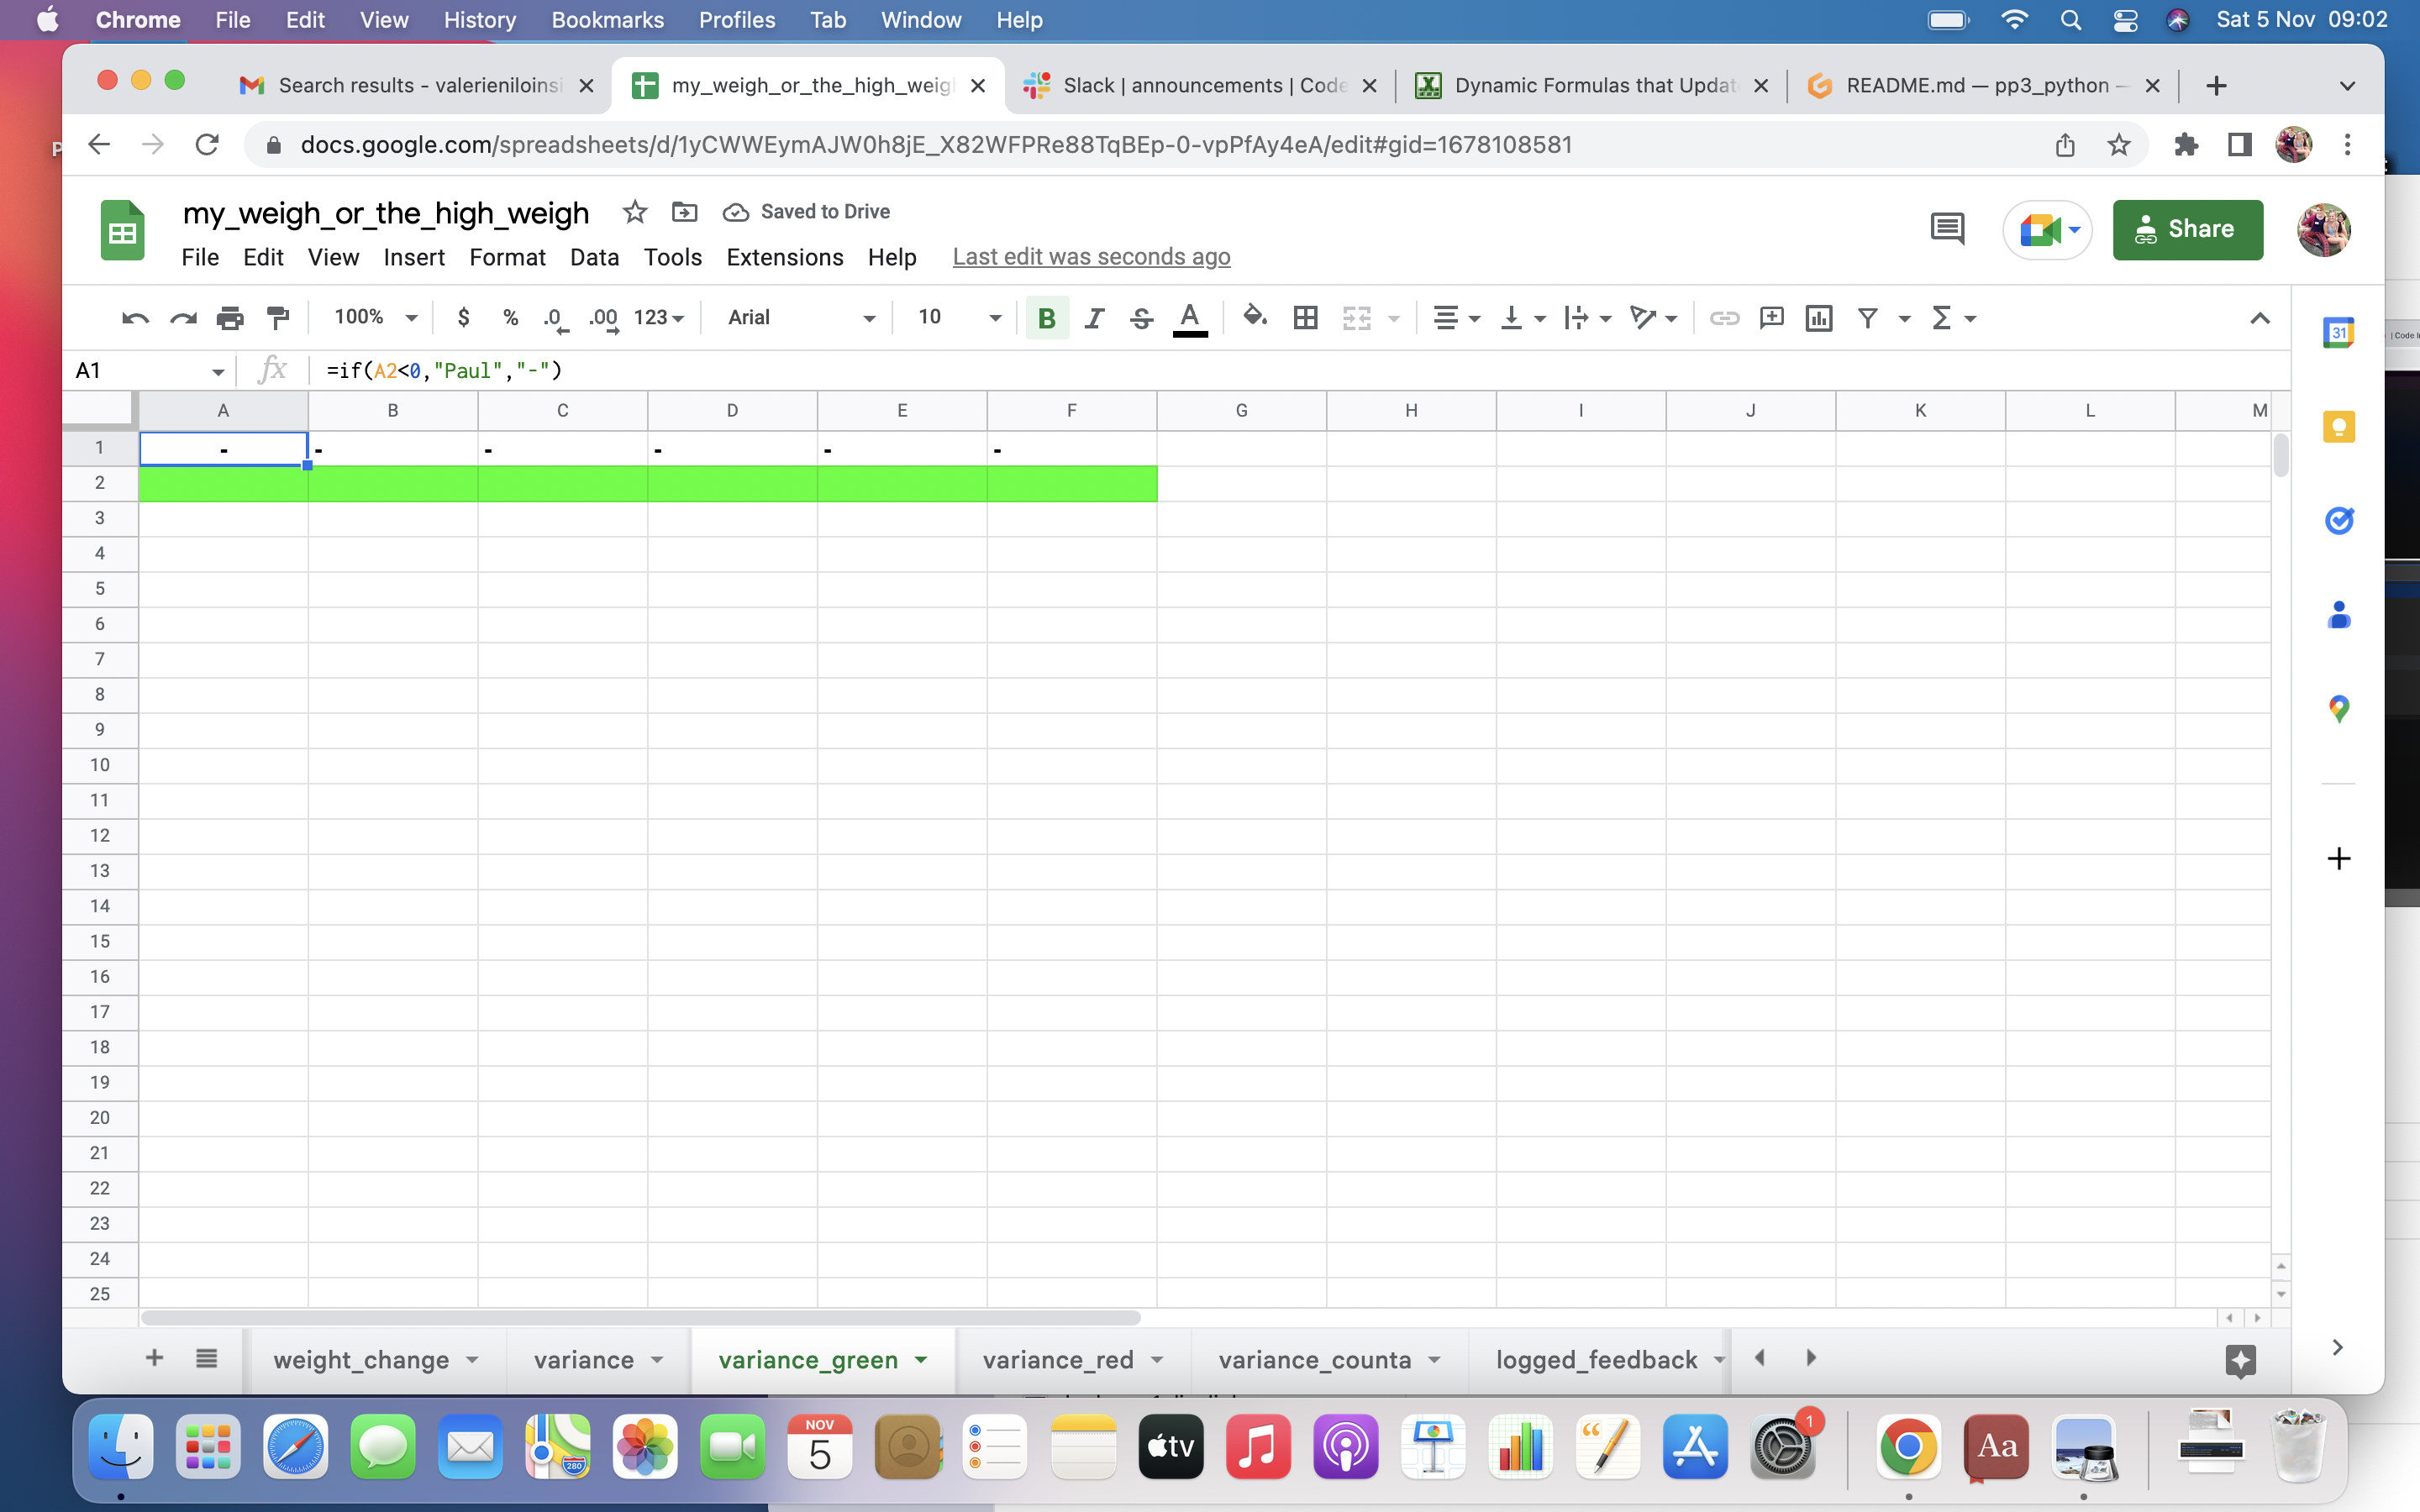 Chrome File Edit View History Bookmarks Profiles Tab Window Help Sat 5 Nov 09:02
Search results - valerieniloinsi my_weigh_or_the_high_weigh Slack | announcements | Code Dynamic Formulas that Updat README.md — pp3_python —
docs.google.com/spreadsheets/d/1yCWWEymAJW0h8jE_X82WFPRe88TqBEp-0-vpPfAy4eA/edit#gid=1678108581
my_weigh_or_the_high_weigh Saved to Drive
Share
File Edit View Insert Format Data Tools Extensions Help Last edit was seconds ago
100% $ % .0 .00 123 Arial 10 B I S A Σ
31
| Code I
A1 fx =if(A2<0,"Paul","-")
A B C D E F G H I J K L M
1 - - - - - -
2
3
4
5
6
7
8
9
10
11
12
13
14
15
16
17
18
19
20
21
22
23
24
25
+ weight_change variance variance_green variance_red variance_counta logged_feedback
280 NOV 5 tv 1 Aa